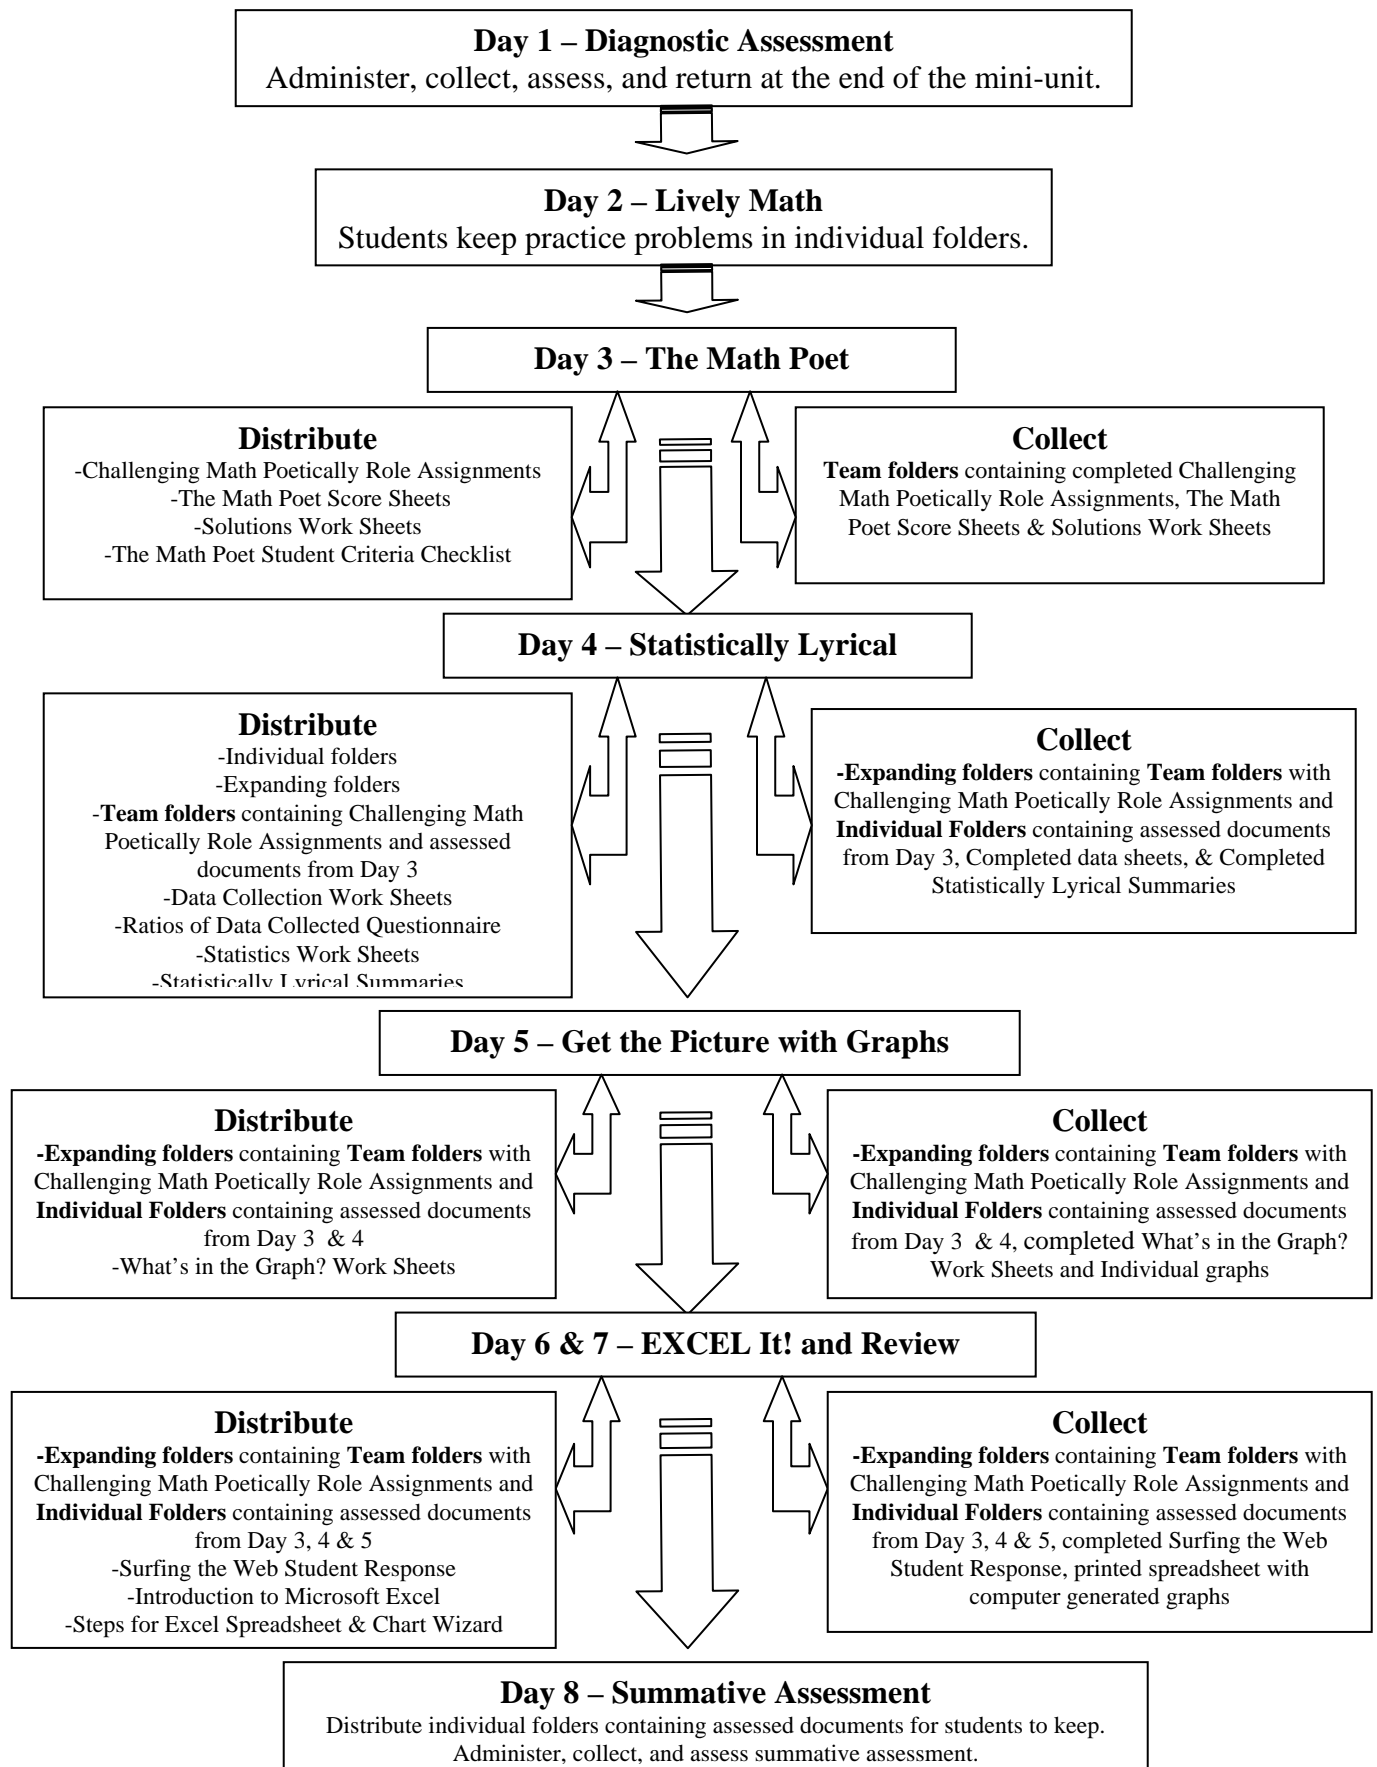 Day 1 – Diagnostic Assessment
Administer, collect, assess, and return at the end of the mini-unit.
Day 2 – Lively Math
Students keep practice problems in individual folders.
Day 3 – The Math Poet
Distribute
-Challenging Math Poetically Role Assignments
-The Math Poet Score Sheets
-Solutions Work Sheets
-The Math Poet Student Criteria Checklist
Collect
Team folders containing completed Challenging
Math Poetically Role Assignments, The Math
Poet Score Sheets & Solutions Work Sheets
Day 4 – Statistically Lyrical
Distribute
-Individual folders
-Expanding folders
-Team folders containing Challenging Math
Poetically Role Assignments and assessed
documents from Day 3
-Data Collection Work Sheets
-Ratios of Data Collected Questionnaire
-Statistics Work Sheets
-Statistically Lyrical Summaries
Collect
-Expanding folders containing Team folders with
Challenging Math Poetically Role Assignments and
Individual Folders containing assessed documents
from Day 3, Completed data sheets, & Completed
Statistically Lyrical Summaries
Day 5 – Get the Picture with Graphs
Distribute
-Expanding folders containing Team folders with
Challenging Math Poetically Role Assignments and
Individual Folders containing assessed documents
from Day 3 & 4
-What's in the Graph? Work Sheets
Collect
-Expanding folders containing Team folders with
Challenging Math Poetically Role Assignments and
Individual Folders containing assessed documents
from Day 3 & 4, completed What's in the Graph?
Work Sheets and Individual graphs
Day 6 & 7 – EXCEL It! and Review
Distribute
-Expanding folders containing Team folders with
Challenging Math Poetically Role Assignments and
Individual Folders containing assessed documents
from Day 3, 4 & 5
-Surfing the Web Student Response
-Introduction to Microsoft Excel
-Steps for Excel Spreadsheet & Chart Wizard
Collect
-Expanding folders containing Team folders with
Challenging Math Poetically Role Assignments and
Individual Folders containing assessed documents
from Day 3, 4 & 5, completed Surfing the Web
Student Response, printed spreadsheet with
computer generated graphs
Day 8 – Summative Assessment
Distribute individual folders containing assessed documents for students to keep.
Administer, collect, and assess summative assessment.